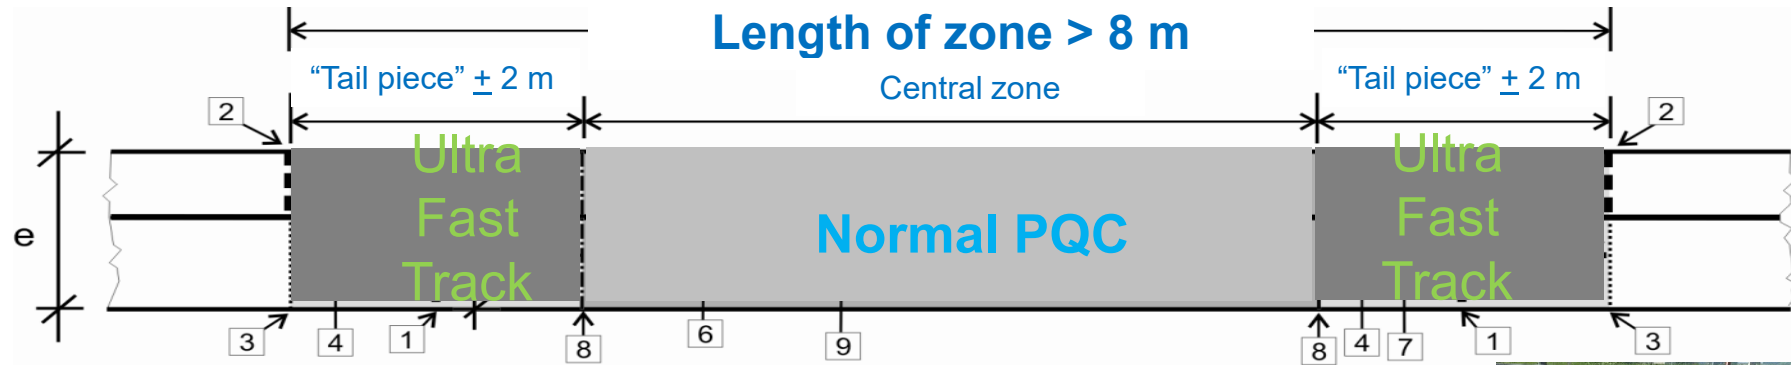 Length of zone > 8 m
“Tail piece” ± 2 m
Central zone
“Tail piece” ± 2 m
2
2
e
Ultra
Fast
Track
Normal PQC
Ultra
Fast
Track
3
4
1
8
6
9
8
4
7
1
3